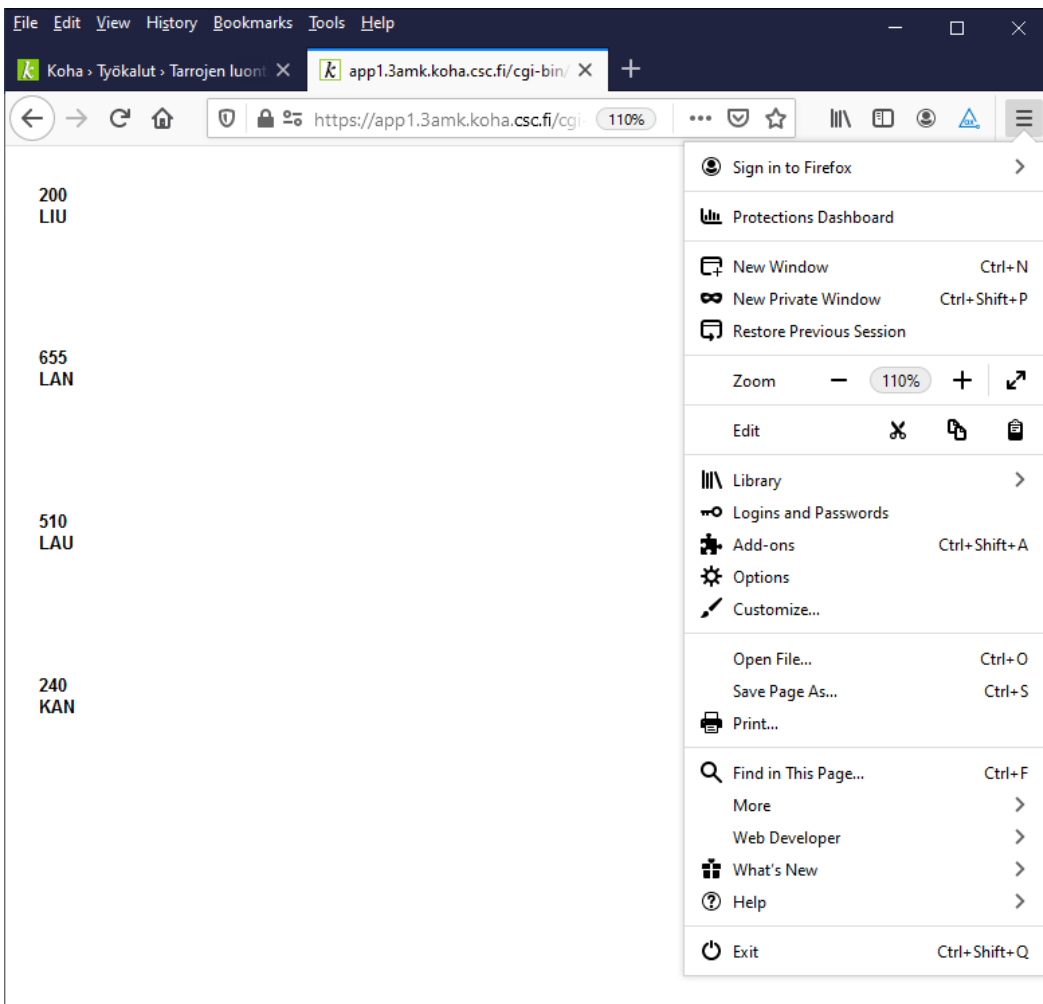 File Edit View History Bookmarks Tools Help
Koha › Työkalut › Tarrojen luont
app1.3amk.koha.csc.fi/cgi-bin/
https://app1.3amk.koha.csc.fi/cgi 110%
200
LIU
655
LAN
510
LAU
240
KAN
Sign in to Firefox
Protections Dashboard
New Window Ctrl+N
New Private Window Ctrl+Shift+P
Restore Previous Session
Zoom 110%
Edit
Library
Logins and Passwords
Add-ons Ctrl+Shift+A
Options
Customize...
Open File... Ctrl+O
Save Page As... Ctrl+S
Print...
Find in This Page... Ctrl+F
More
Web Developer
What's New
Help
Exit Ctrl+Shift+Q